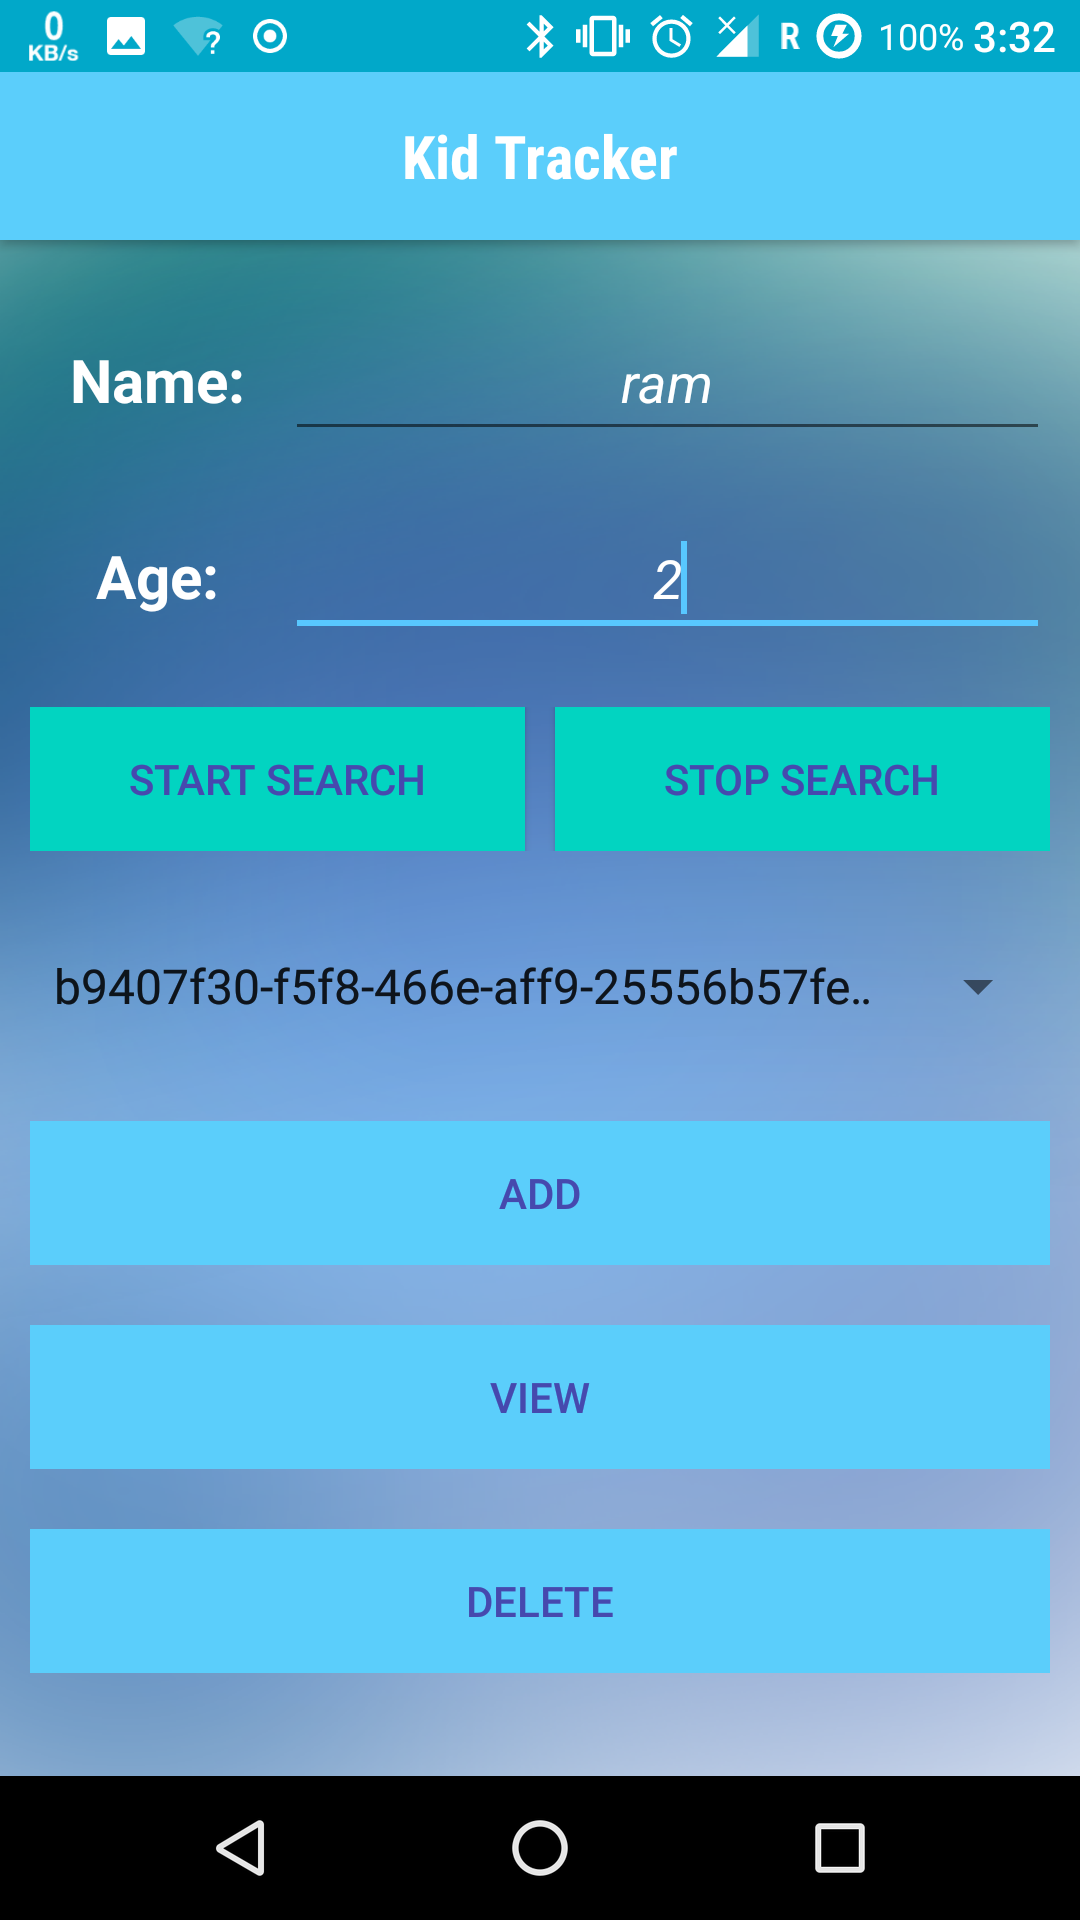 0
KB/s
?
R
100% 3:32
Kid Tracker
Name: ram
Age: 2
START SEARCH STOP SEARCH
b9407f30-f5f8-466e-aff9-25556b57fe..
ADD
VIEW
DELETE